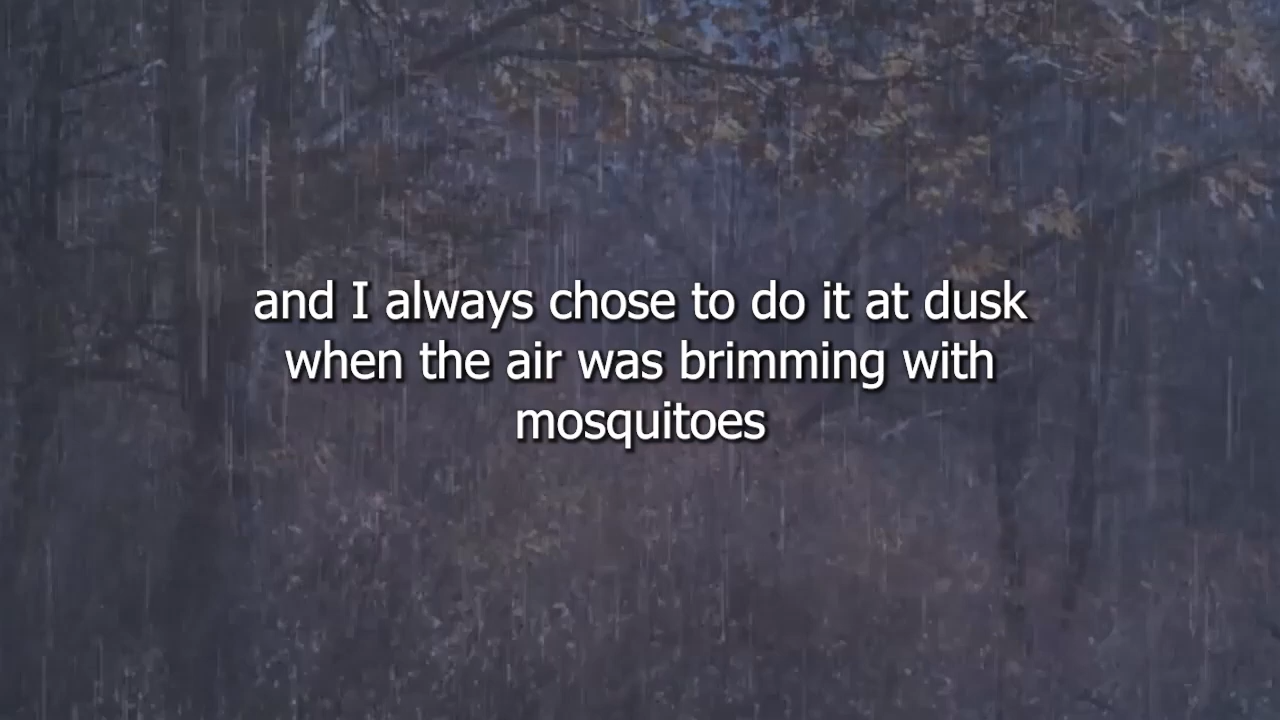 and I always chose to do it at dusk
when the air was brimming with
mosquitoes